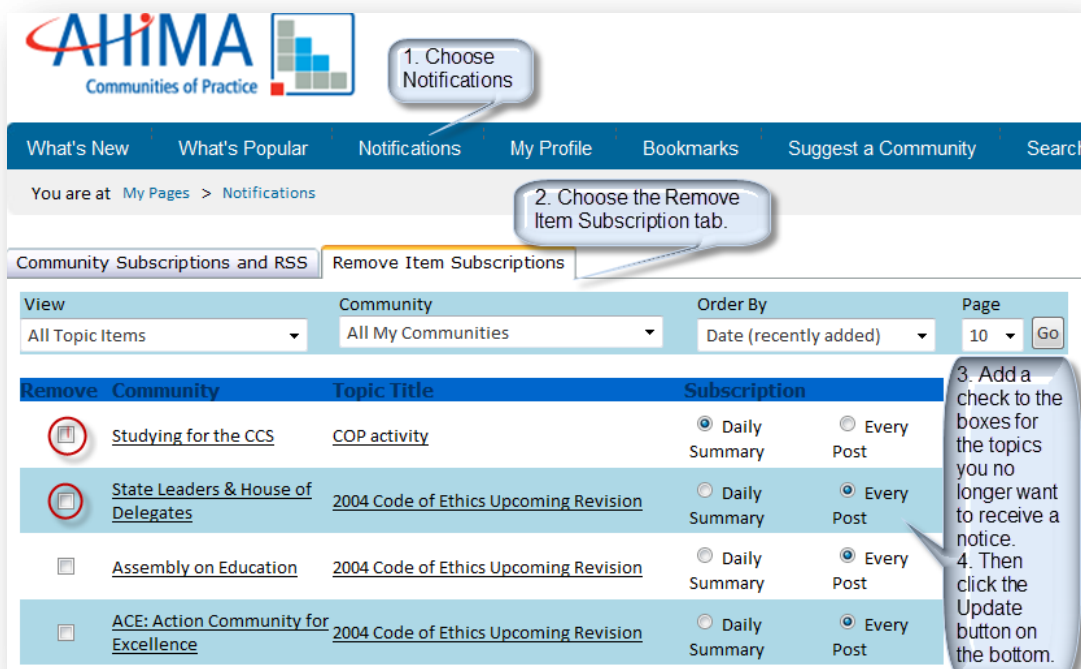 AHiMA
Communities of Practice
1. Choose
Notifications
What's New What's Popular Notifications My Profile Bookmarks Suggest a Community Search
You are at My Pages > Notifications
2. Choose the Remove
Item Subscription tab.
Community Subscriptions and RSS Remove Item Subscriptions
View Community Order By Page
All Topic Items All My Communities Date (recently added) 10 Go
Remove Community Topic Title Subscription
Studying for the CCS COP activity Daily Summary Every Post
State Leaders & House of
Delegates 2004 Code of Ethics Upcoming Revision Daily Summary Every Post
Assembly on Education 2004 Code of Ethics Upcoming Revision Daily Summary Every Post
ACE: Action Community for
Excellence 2004 Code of Ethics Upcoming Revision Daily Summary Every Post
3. Add a
check to the
boxes for
the topics
you no
longer want
to receive a
notice.
4. Then
click the
Update
button on
the bottom.